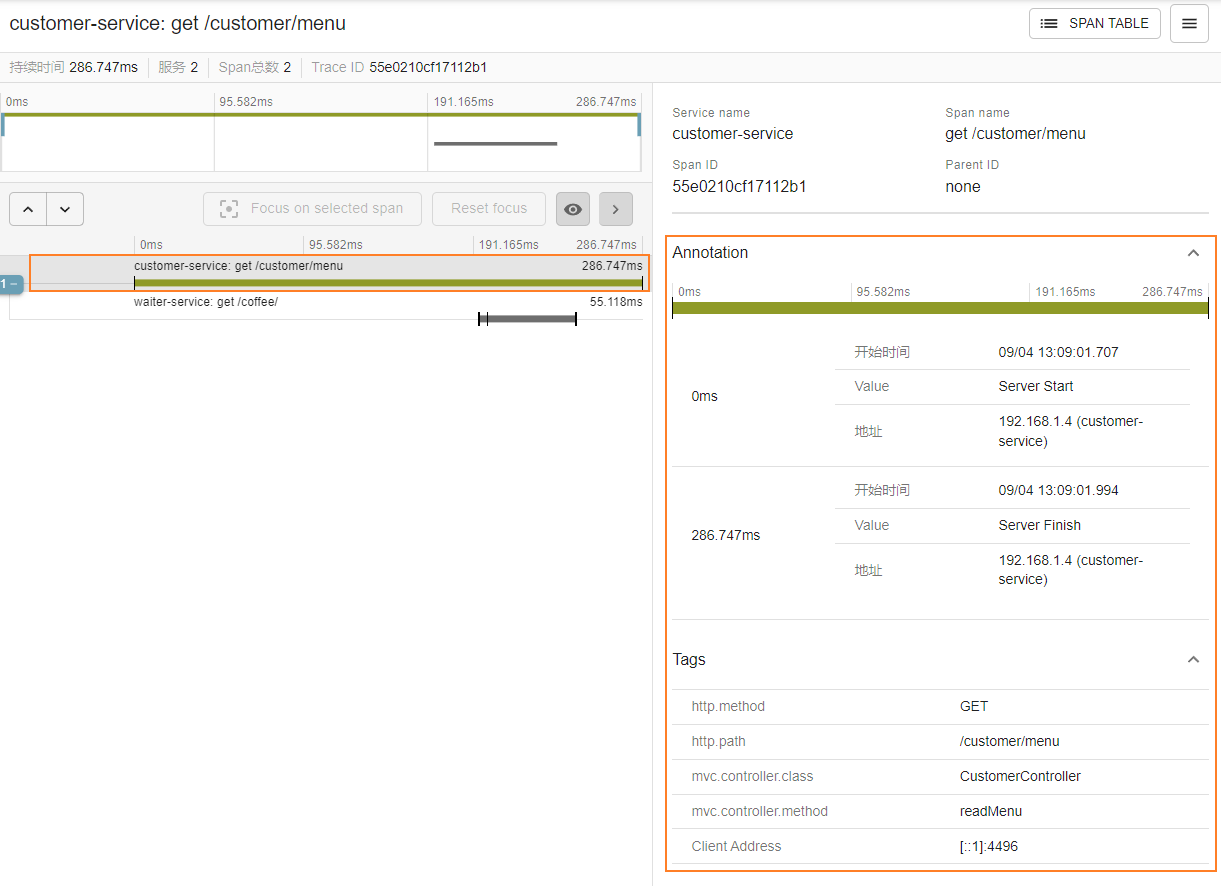 customer-service: get /customer/menu
SPAN TABLE
持续时间 286.747ms 服务 2 Span总数 2 Trace ID 55e0210cf17112b1
0ms 95.582ms 191.165ms 286.747ms
Focus on selected span Reset focus
0ms 95.582ms 191.165ms 286.747ms
customer-service: get /customer/menu 286.747ms
1 −
waiter-service: get /coffee/ 55.118ms
Service name Span name
customer-service get /customer/menu
Span ID Parent ID
55e0210cf17112b1 none
Annotation
0ms 95.582ms 191.165ms 286.747ms
0ms
开始时间 09/04 13:09:01.707
Value Server Start
地址 192.168.1.4 (customer-
service)
286.747ms
开始时间 09/04 13:09:01.994
Value Server Finish
地址 192.168.1.4 (customer-
service)
Tags
http.method GET
http.path /customer/menu
mvc.controller.class CustomerController
mvc.controller.method readMenu
Client Address [::1]:4496